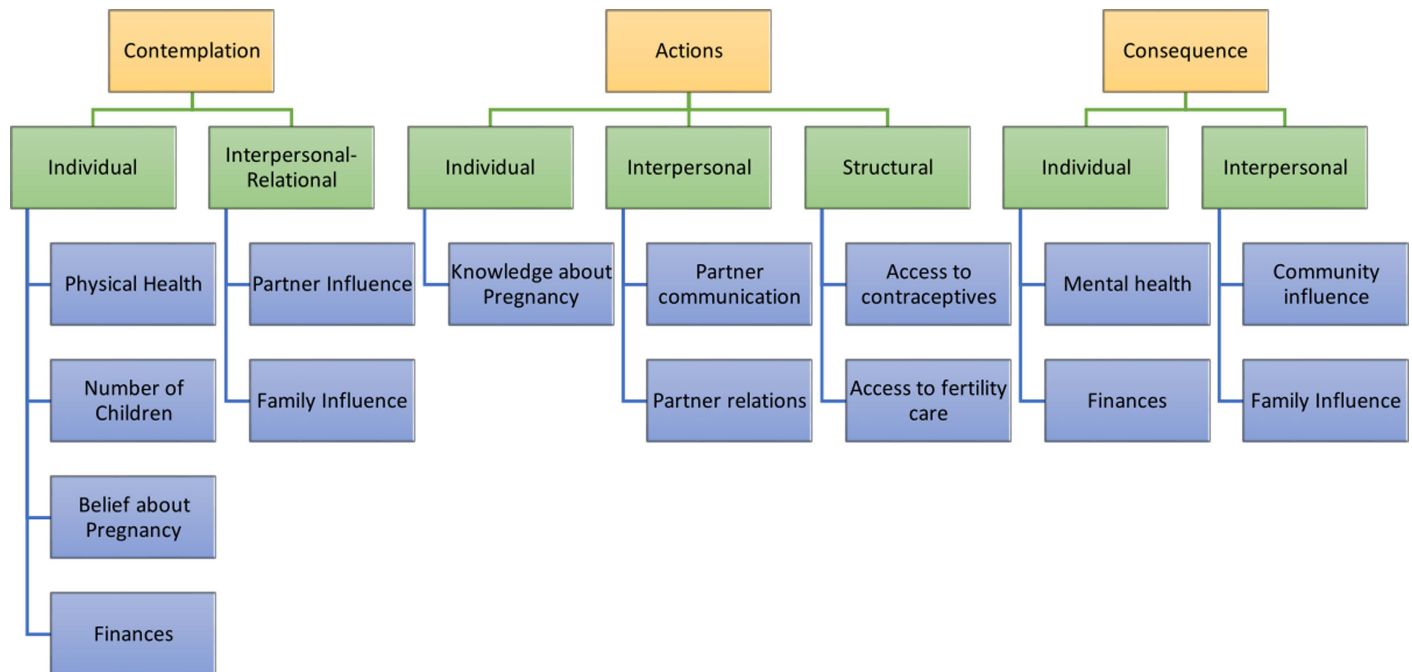 Contemplation
Actions
Consequence
Individual
Interpersonal-
Relational
Individual
Interpersonal
Structural
Individual
Interpersonal
Physical Health
Partner Influence
Knowledge about
Pregnancy
Partner
communication
Access to
contraceptives
Mental health
Community
influence
Number of
Children
Family Influence
Partner relations
Access to fertility
care
Finances
Family Influence
Belief about
Pregnancy
Finances